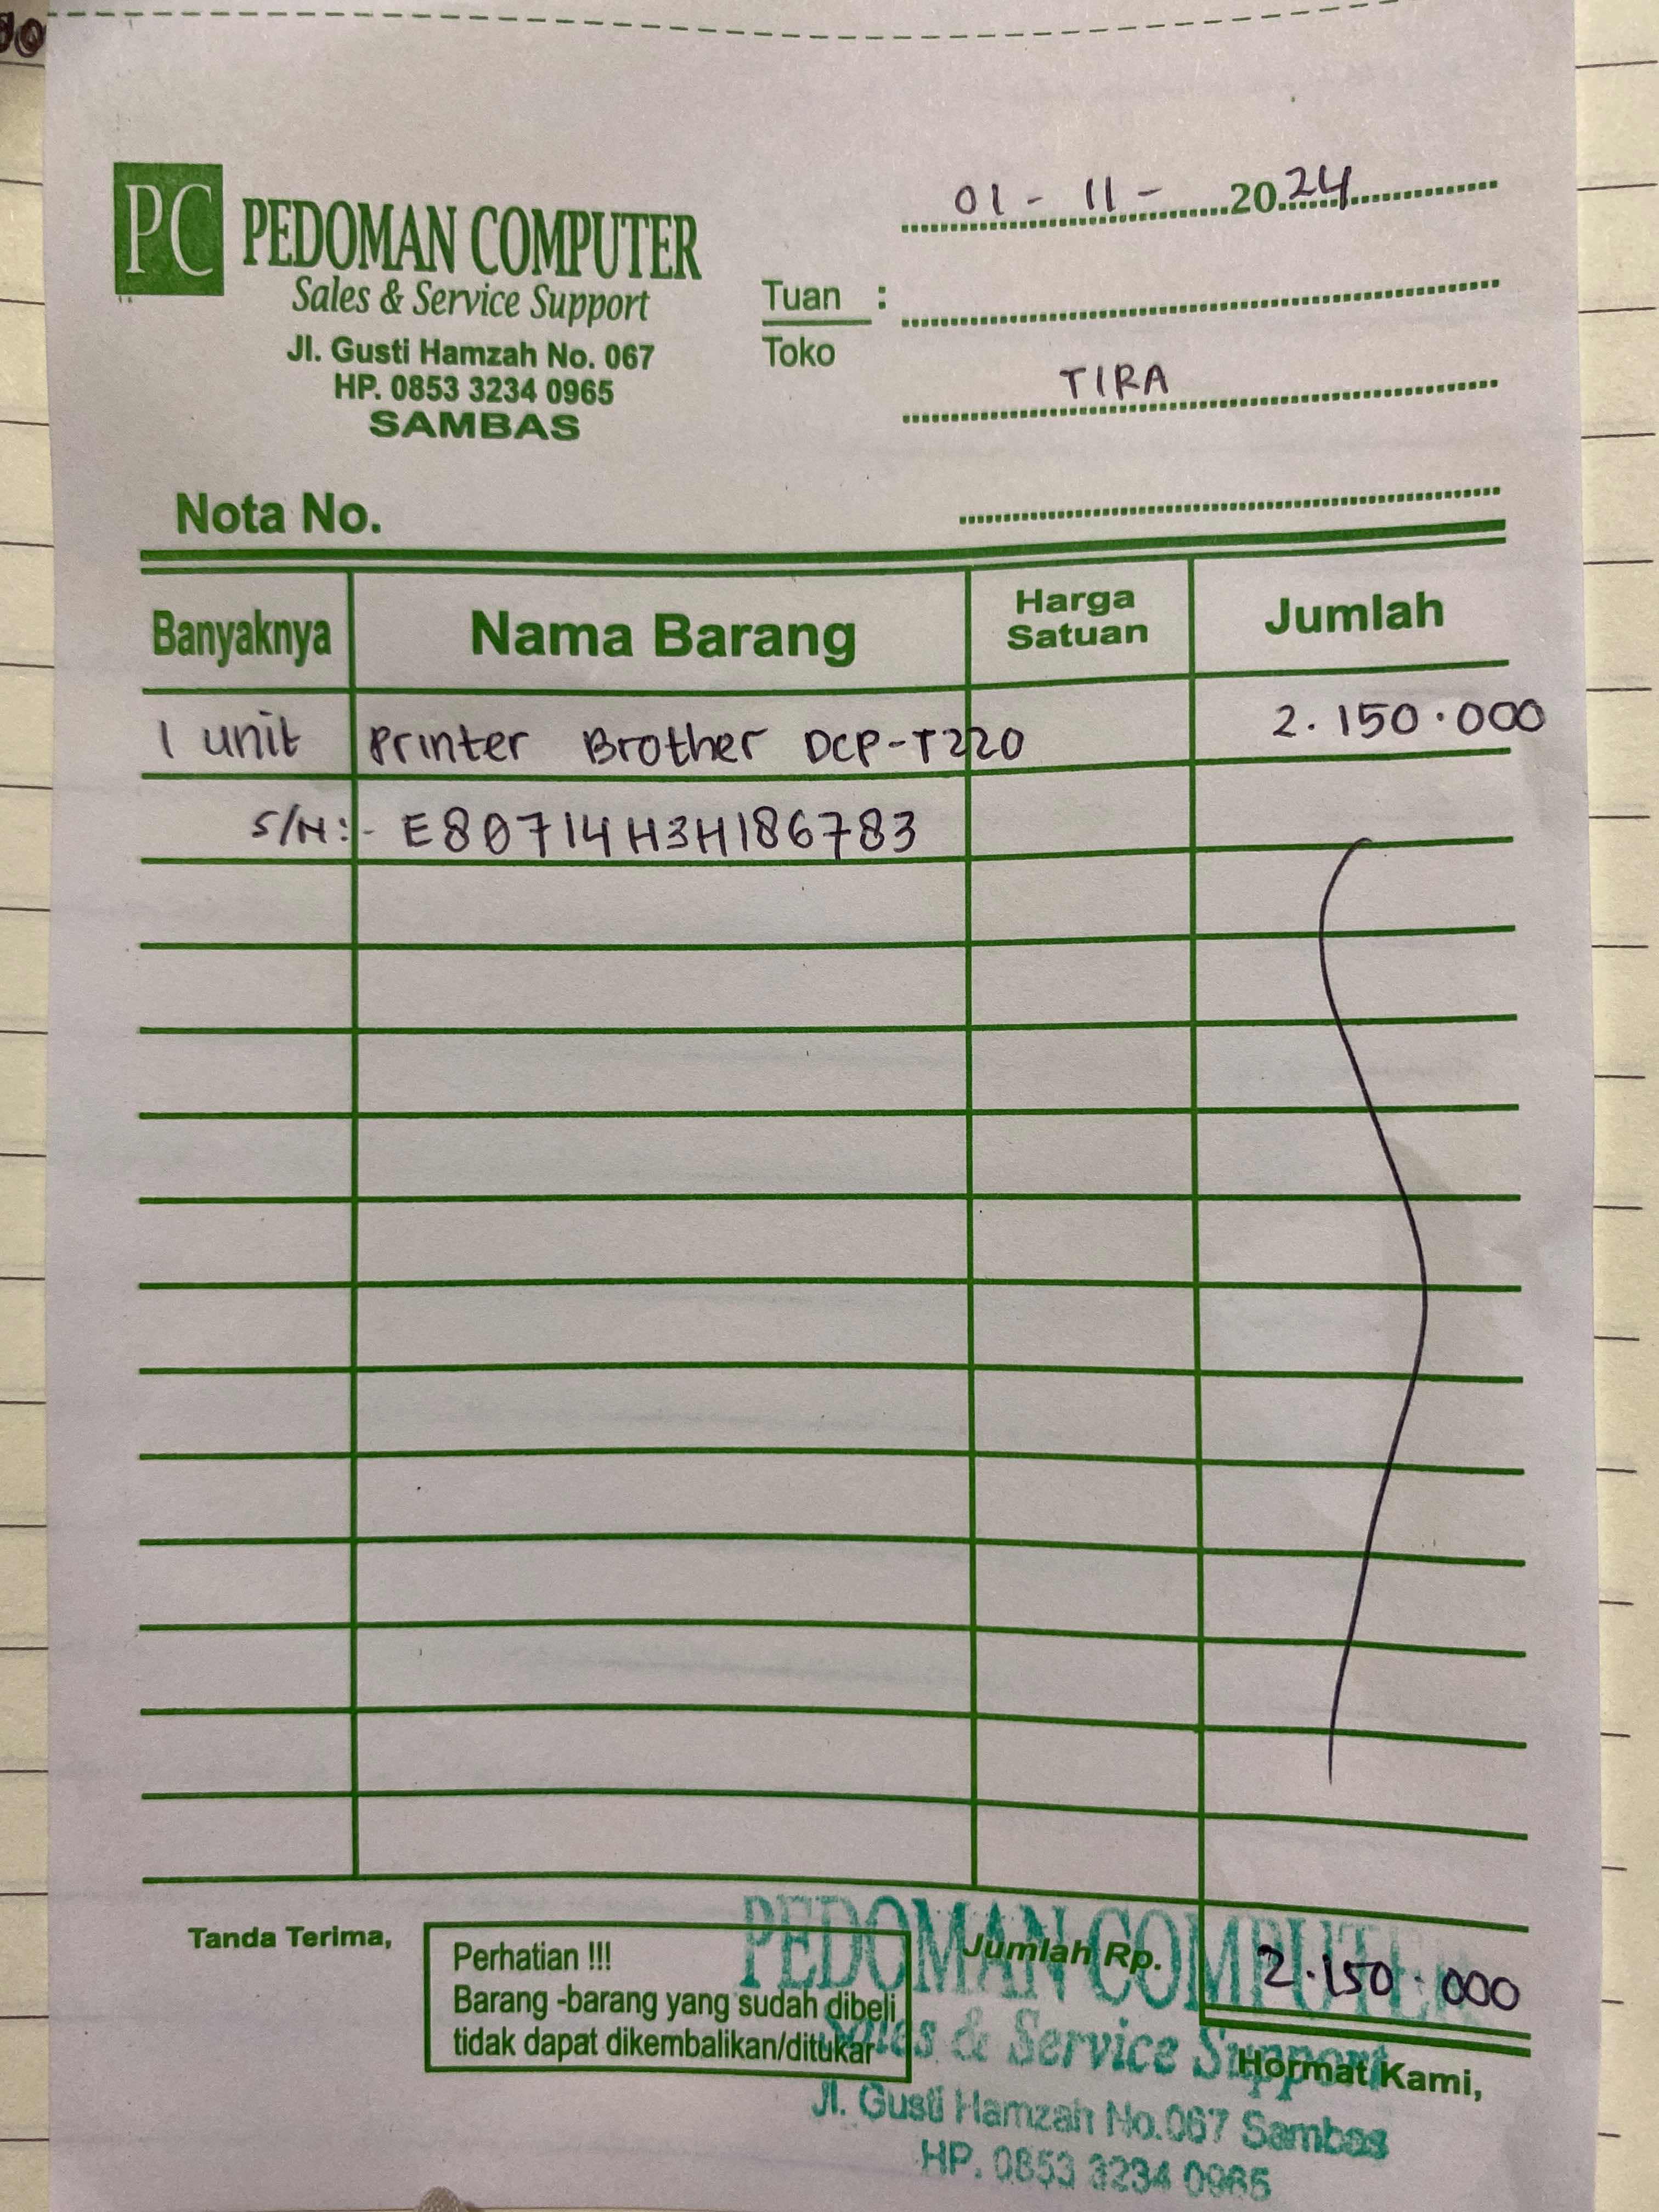 PC
PEDOMAN COMPUTER
Sales & Service Support
Jl. Gusti Hamzah No. 067
HP. 0853 3234 0965
SAMBAS
01 - 11 - 2024
Tuan :
Toko
TIRA
Nota No.
Banyaknya Nama Barang Harga Satuan Jumlah
1 unit Printer Brother DCP-T220 2.150.000
S/N:- E80714H3H186783
Tanda Terima,
Perhatian !!!
Barang -barang yang sudah dibeli
tidak dapat dikembalikan/ditukar
Jumlah Rp. 2.150.000
Hormat Kami,
PEDOMAN COMPUTER
Sales & Service Support
Jl. Gusti Hamzah No.067 Sambas
HP. 0853 3234 0965